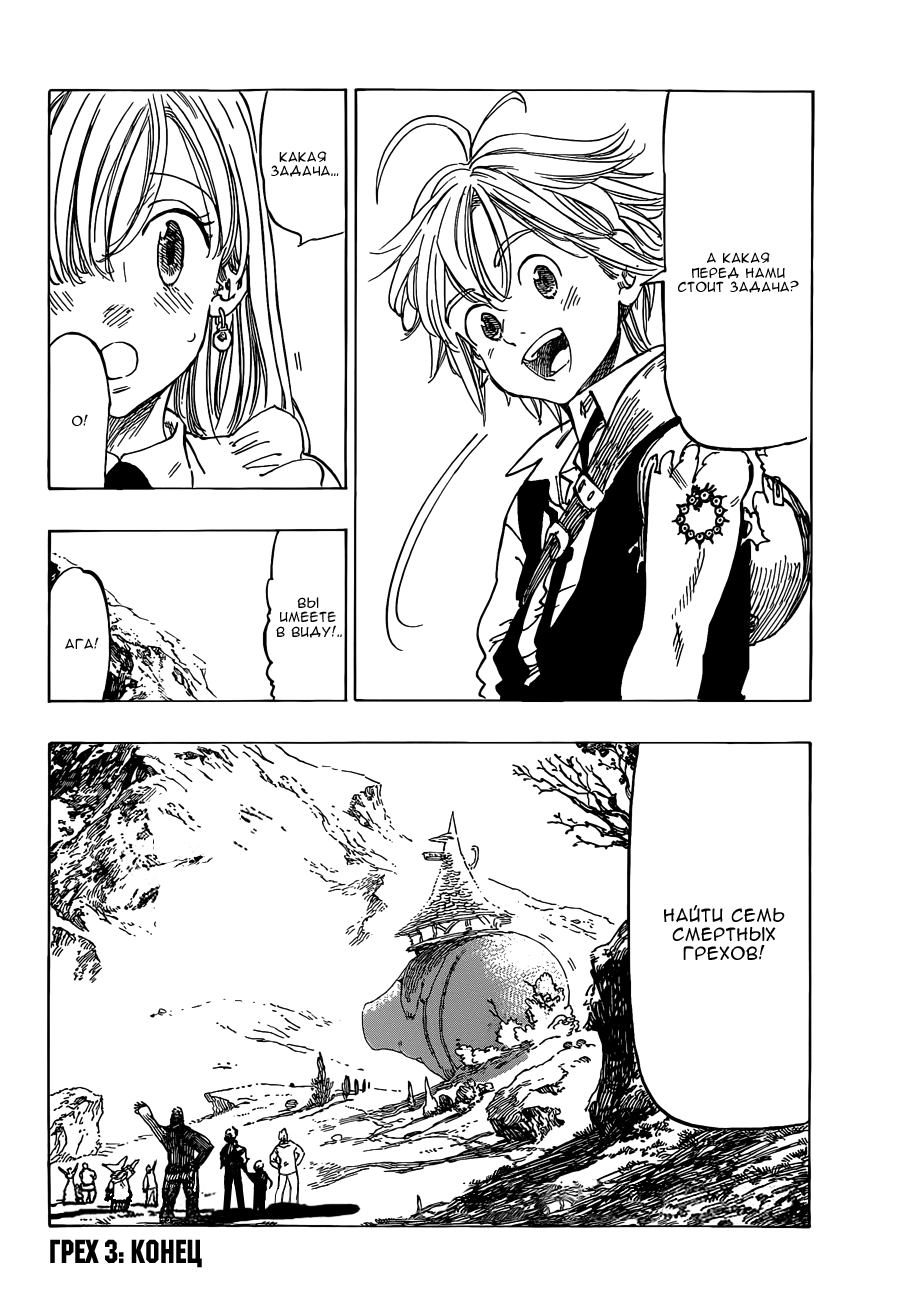 А КАКАЯ
ПЕРЕД НАМИ
СТОИТ ЗАДАЧА?
КАКАЯ
ЗАДАЧА...
О!
ВЫ
ИМЕЕТЕ
В ВИДУ!..
АГА!
НАЙТИ СЕМЬ
СМЕРТНЫХ
ГРЕХОВ!
ГРЕХ 3: КОНЕЦ